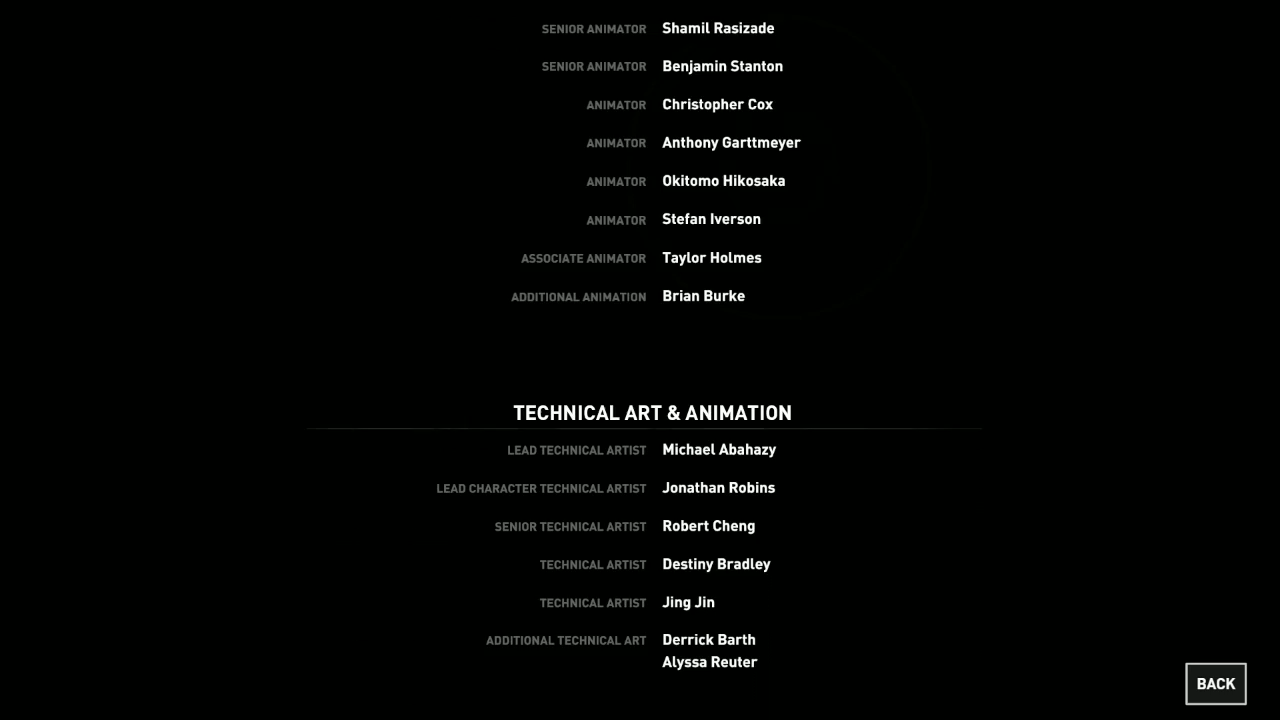 SENIOR ANIMATOR Shamil Rasizade
SENIOR ANIMATOR Benjamin Stanton
ANIMATOR Christopher Cox
ANIMATOR Anthony Garttmeyer
ANIMATOR Okitomo Hikosaka
ANIMATOR Stefan Iverson
ASSOCIATE ANIMATOR Taylor Holmes
ADDITIONAL ANIMATION Brian Burke
TECHNICAL ART & ANIMATION
LEAD TECHNICAL ARTIST Michael Abahazy
LEAD CHARACTER TECHNICAL ARTIST Jonathan Robins
SENIOR TECHNICAL ARTIST Robert Cheng
TECHNICAL ARTIST Destiny Bradley
TECHNICAL ARTIST Jing Jin
ADDITIONAL TECHNICAL ART Derrick Barth
Alyssa Reuter
BACK